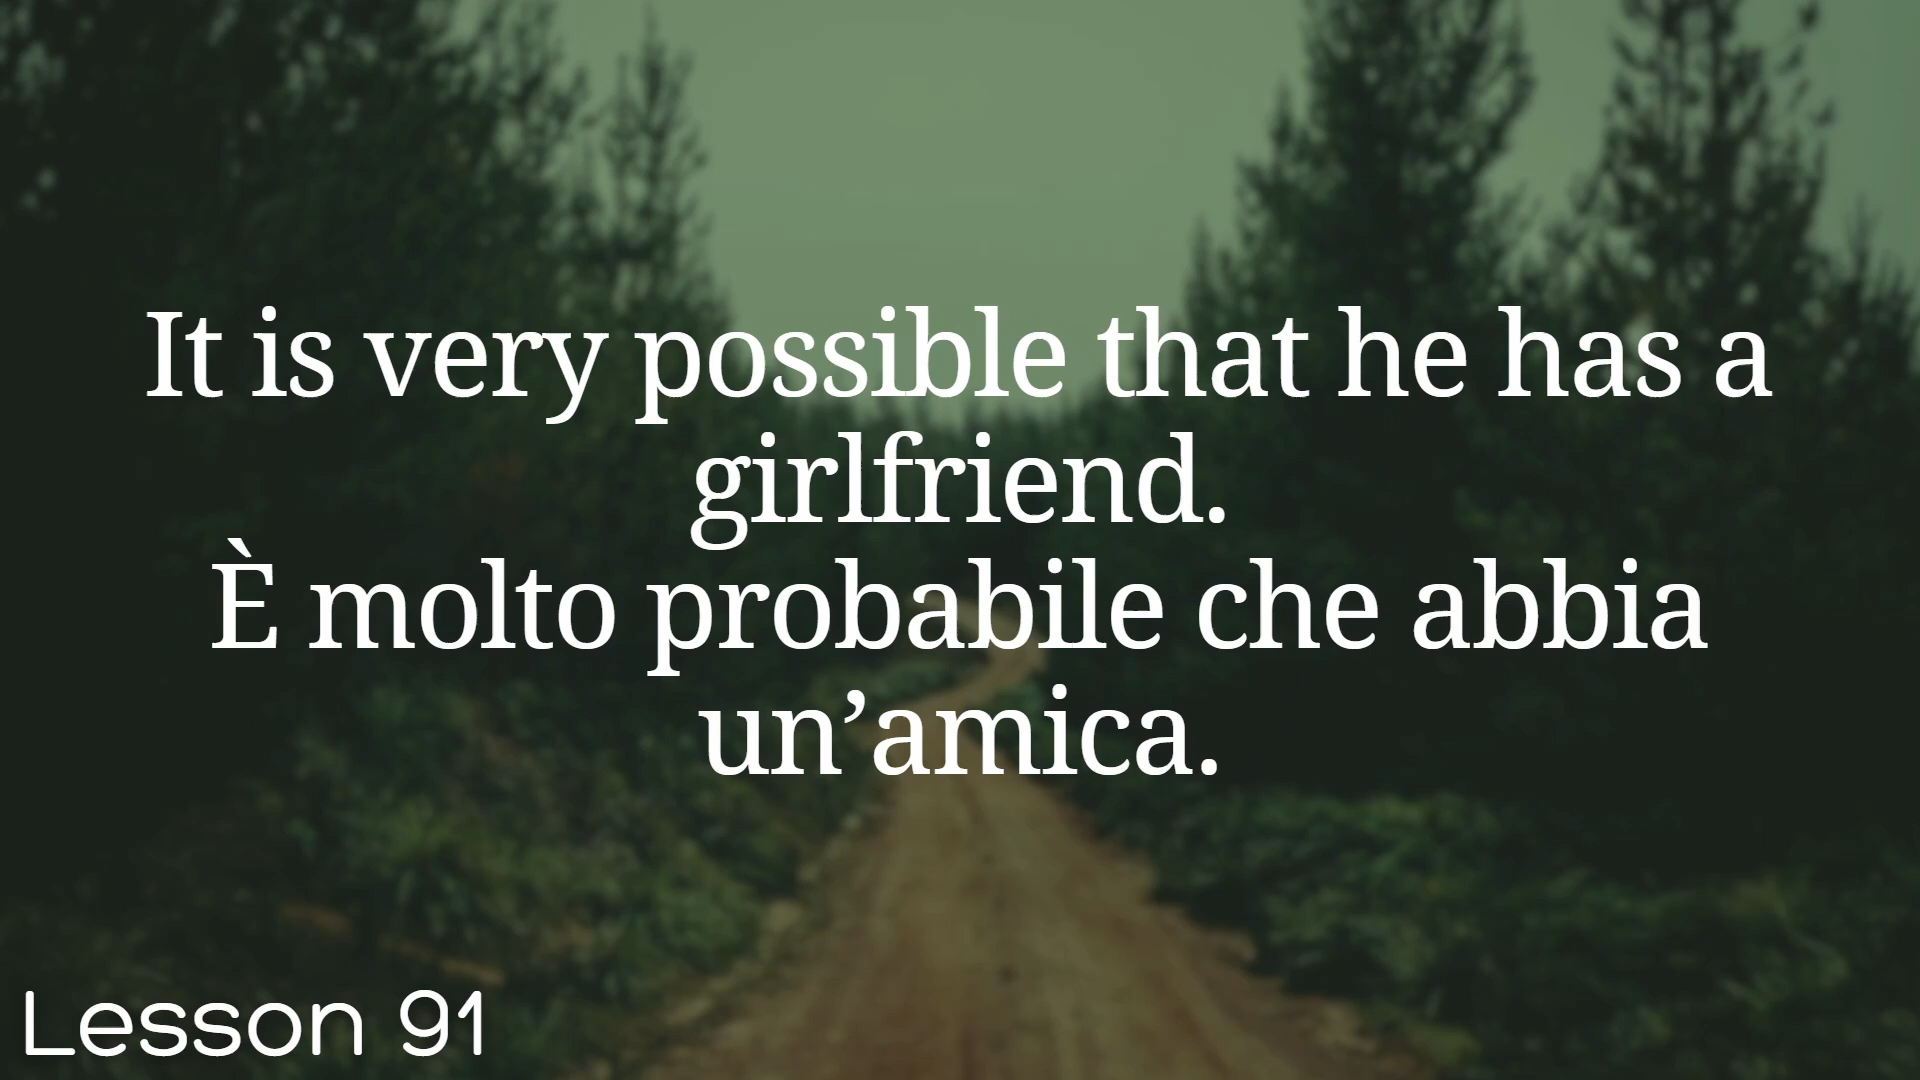 It is very possible that he has a
girlfriend.
È molto probabile che abbia
un’amica.
Lesson 91